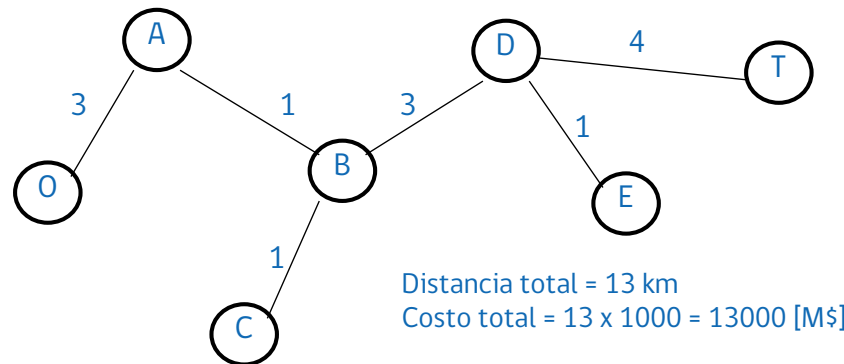 A
D
4
T
3
1
3
1
O
B
E
1
C
Distancia total = 13 km
Costo total = 13 x 1000 = 13000 [M$]